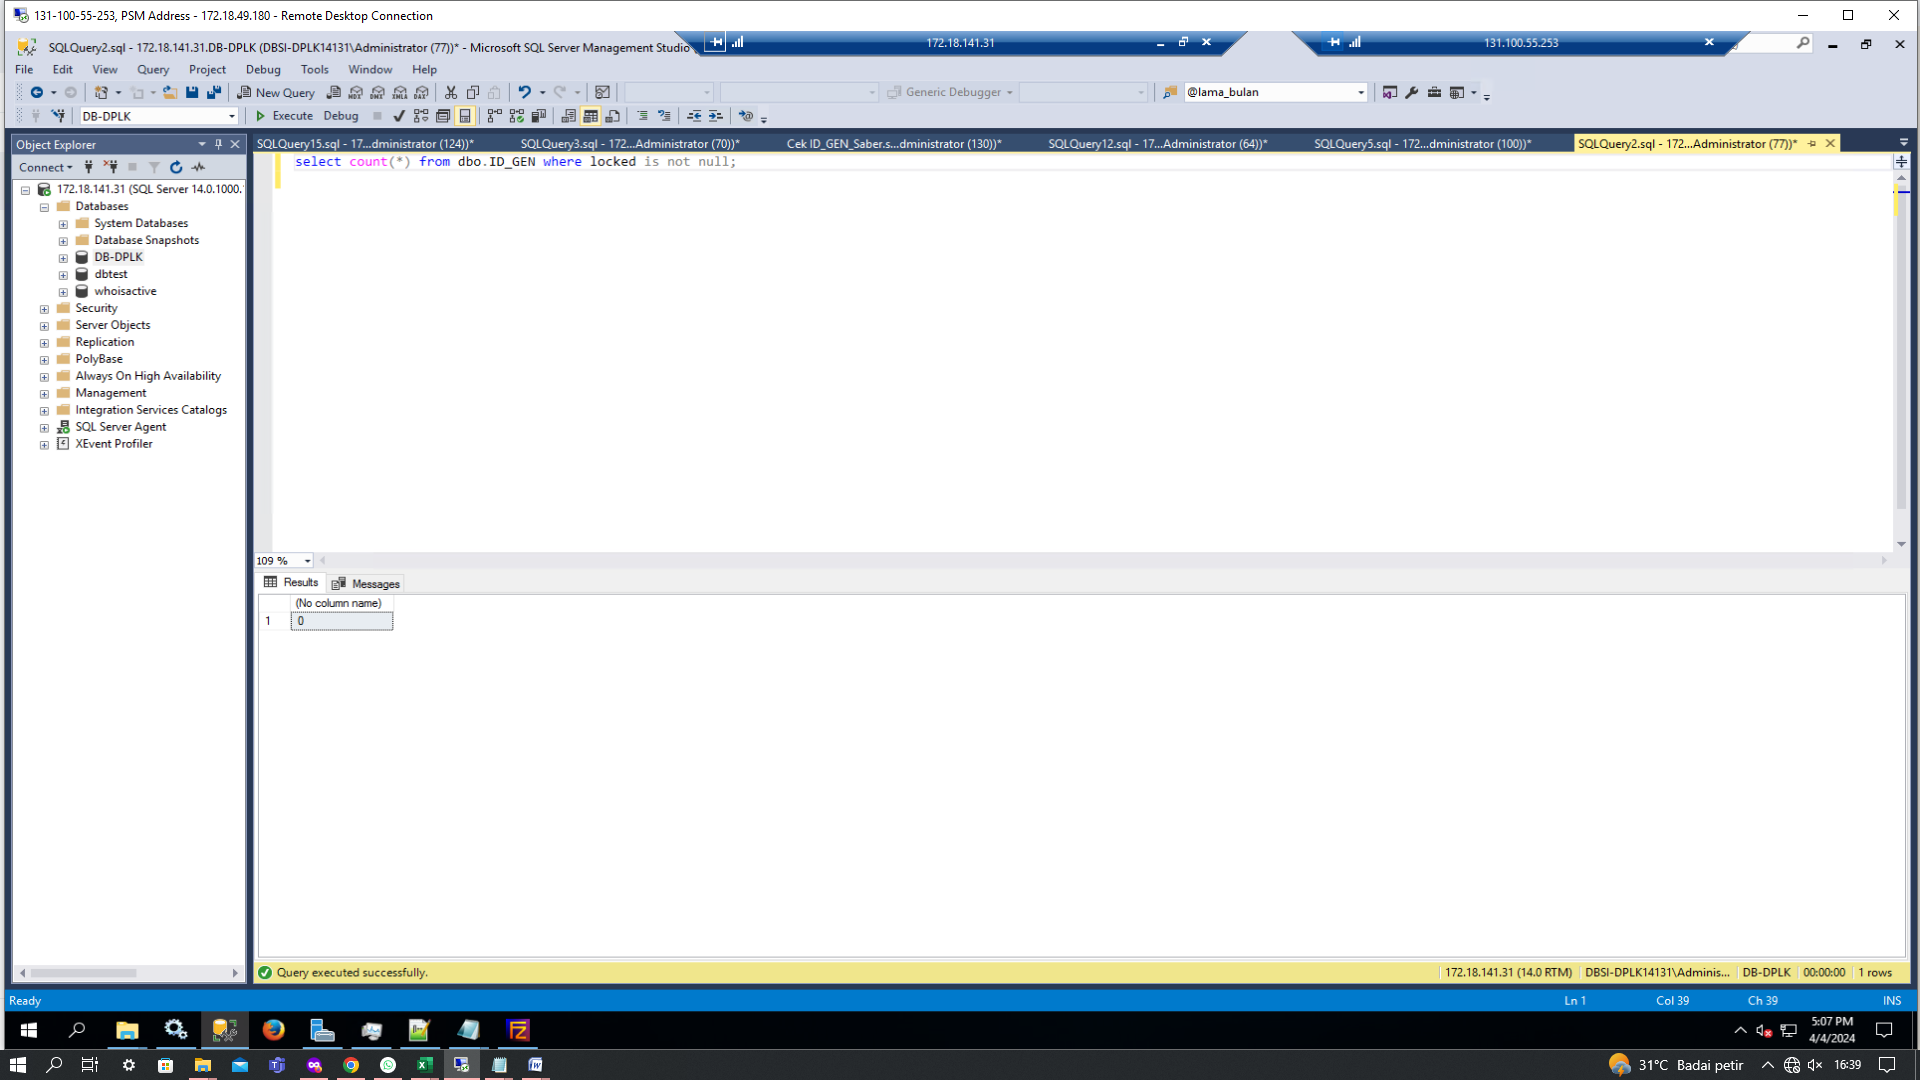 131-100-55-253, PSM Address - 172.18.49.180 - Remote Desktop Connection
SQLQuery2.sql - 172.18.141.31.DB-DPLK (DBSI-DPLK14131\Administrator (77))* - Microsoft SQL Server Management Studio
172.18.141.31
131.100.55.253
File Edit View Query Project Debug Tools Window Help
New Query
Generic Debugger
@lama_bulan
DB-DPLK
Execute Debug
Object Explorer
SQLQuery15.sql - 17...dministrator (124))*
SQLQuery3.sql - 172...Administrator (70))*
Cek ID_GEN_Saber.s...dministrator (130))*
SQLQuery12.sql - 17...Administrator (64))*
SQLQuery5.sql - 172...dministrator (100))*
SQLQuery2.sql - 172...Administrator (77))*
Connect
select count(*) from dbo.ID_GEN where locked is not null;
172.18.141.31 (SQL Server 14.0.1000.
Databases
System Databases
Database Snapshots
DB-DPLK
dbtest
whoisactive
Security
Server Objects
Replication
PolyBase
Always On High Availability
Management
Integration Services Catalogs
SQL Server Agent
XEvent Profiler
109 %
Results Messages
(No column name)
1 0
Query executed successfully.
172.18.141.31 (14.0 RTM) DBSI-DPLK14131\Adminis... DB-DPLK 00:00:00 1 rows
Ready
Ln 1 Col 39 Ch 39 INS
5:07 PM
4/4/2024
31°C Badai petir
16:39